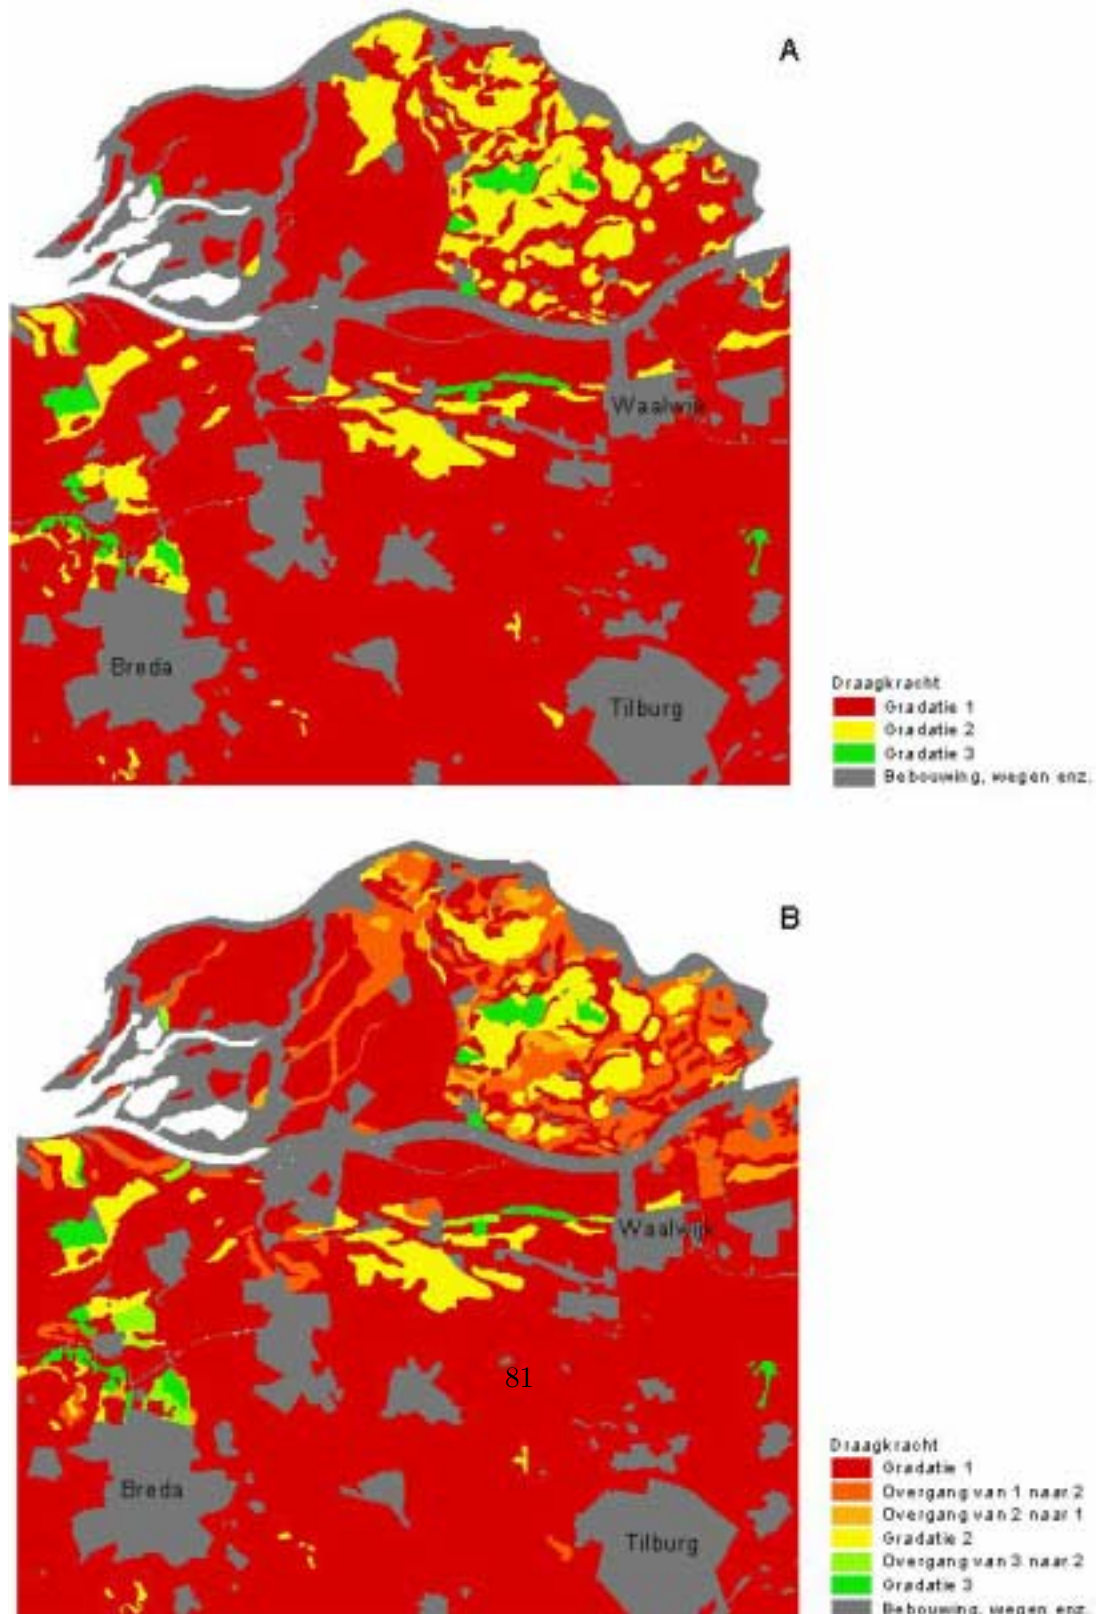 A
Waalwijk
Breda
Tilburg
Draagkracht
Gradatie 1
Gradatie 2
Gradatie 3
Bebouwing, wegen enz.
B
Waalwijk
81
Breda
Tilburg
Draagkracht
Gradatie 1
Overgang van 1 naar 2
Overgang van 2 naar 1
Gradatie 2
Overgang van 3 naar 2
Gradatie 3
Bebouwing, wegen enz.